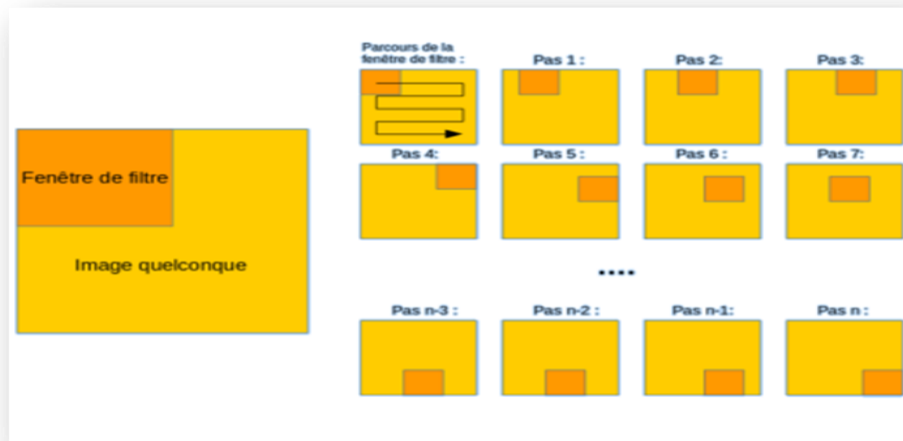 Parcours de la
fenêtre de filtre :
Pas 1 :
Pas 2:
Pas 3:
Fenêtre de filtre
Image quelconque
Pas 4:
Pas 5 :
Pas 6 :
Pas 7:
....
Pas n-3 :
Pas n-2 :
Pas n-1:
Pas n :